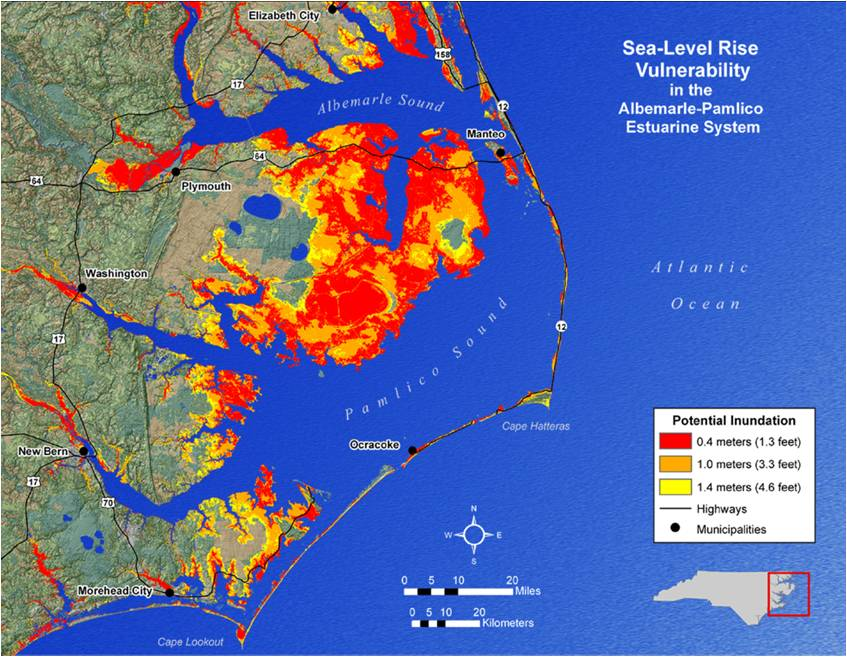 Sea-Level Rise
Vulnerability
in the
Albemarle-Pamlico
Estuarine System
Elizabeth City
158
17
Albemarle Sound
12
Manteo
64
64
Plymouth
Atlantic
Ocean
Washington
Pamlico Sound
12
17
Cape Hatteras
Ocracoke
New Bern
17
70
Morehead City
Cape Lookout
Potential Inundation
0.4 meters (1.3 feet)
1.0 meters (3.3 feet)
1.4 meters (4.6 feet)
Highways
Municipalities
N
W E
S
0 5 10 20
Miles
0 5 10 20
Kilometers